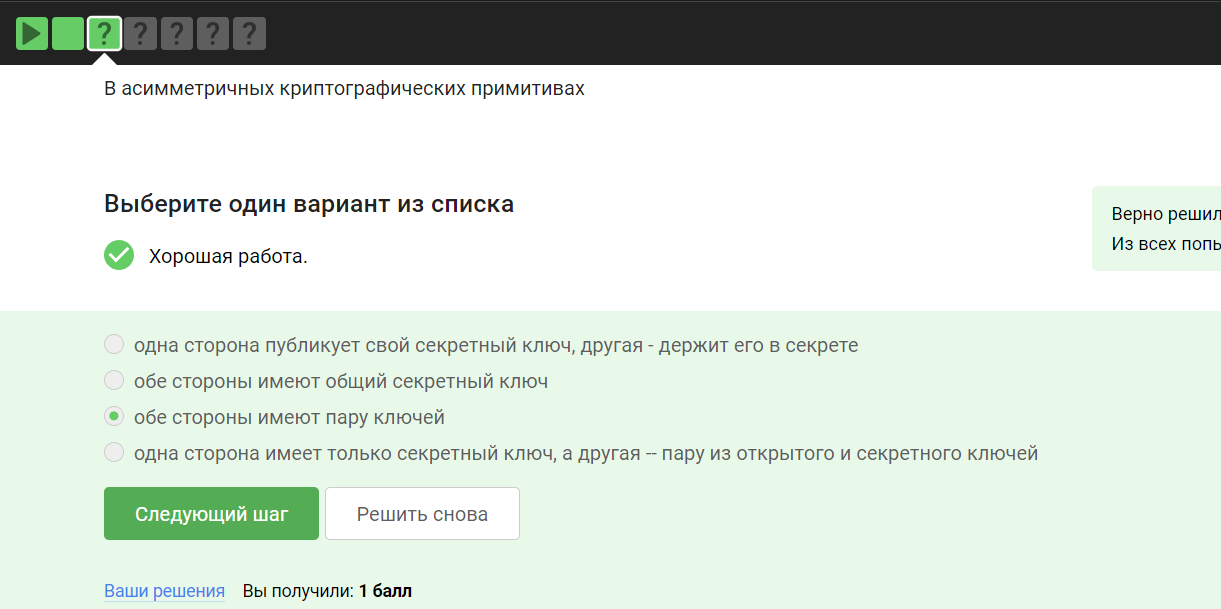 ? ? ? ? ?
В асимметричных криптографических примитивах
Выберите один вариант из списка
Хорошая работа.
Верно решил
Из всех попы
одна сторона публикует свой секретный ключ, другая - держит его в секрете
обе стороны имеют общий секретный ключ
обе стороны имеют пару ключей
одна сторона имеет только секретный ключ, а другая -- пару из открытого и секретного ключей
Следующий шаг
Решить снова
Ваши решения Вы получили: 1 балл